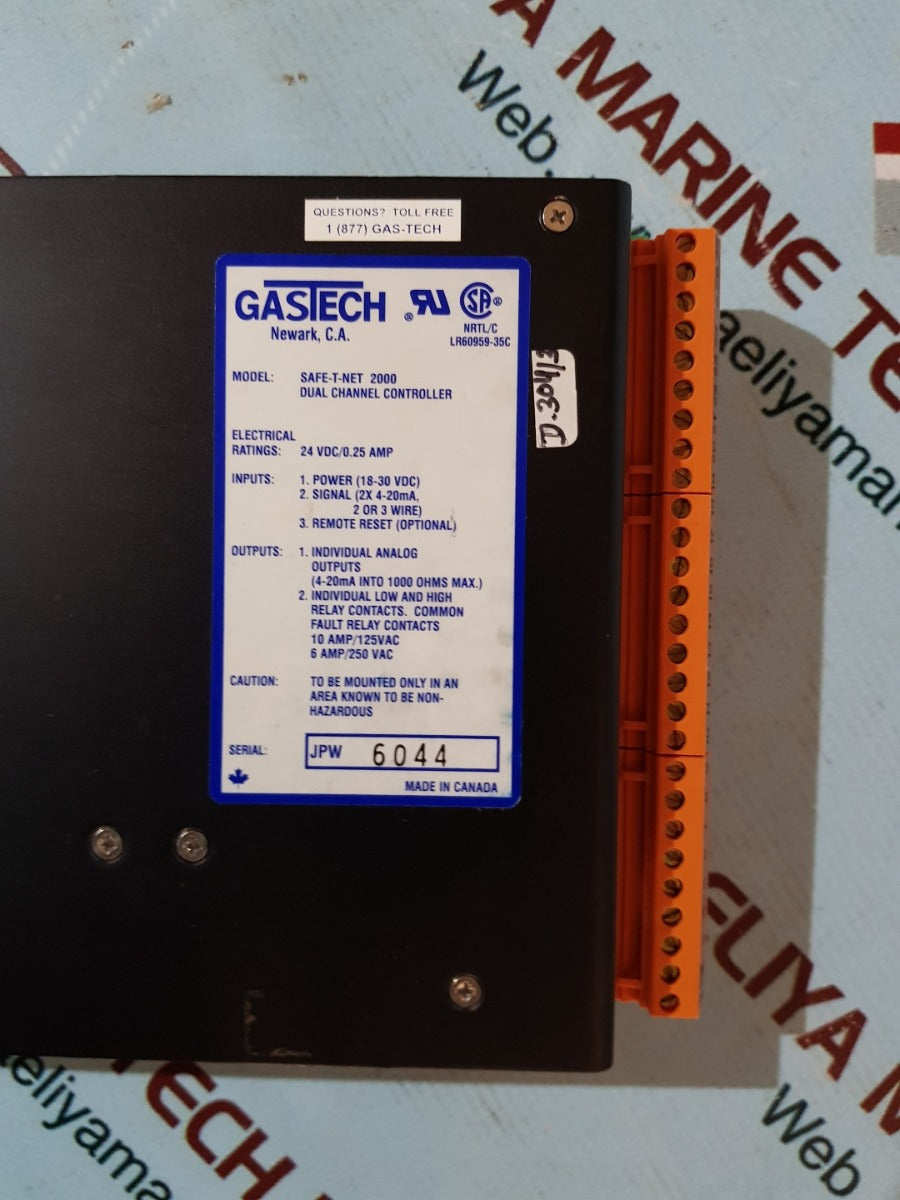 A MARINE TE
Web.
aeliyamar
QUESTIONS? TOLL FREE
1 (877) GAS-TECH
GASTECH
Newark, C.A.
NRTL/C
LR60959-35C
MODEL: SAFE-T-NET 2000
DUAL CHANNEL CONTROLLER
ELECTRICAL
RATINGS: 24 VDC/0.25 AMP
INPUTS: 1. POWER (18-30 VDC)
2. SIGNAL (2X 4-20mA,
2 OR 3 WIRE)
3. REMOTE RESET (OPTIONAL)
OUTPUTS: 1. INDIVIDUAL ANALOG
OUTPUTS
(4-20mA INTO 1000 OHMS MAX.)
2. INDIVIDUAL LOW AND HIGH
RELAY CONTACTS. COMMON
FAULT RELAY CONTACTS
10 AMP/125VAC
6 AMP/250 VAC
CAUTION: TO BE MOUNTED ONLY IN AN
AREA KNOWN TO BE NON-
HAZARDOUS
SERIAL: JPW 6044
MADE IN CANADA
FLIYA M
Web
TECH
aeliyama